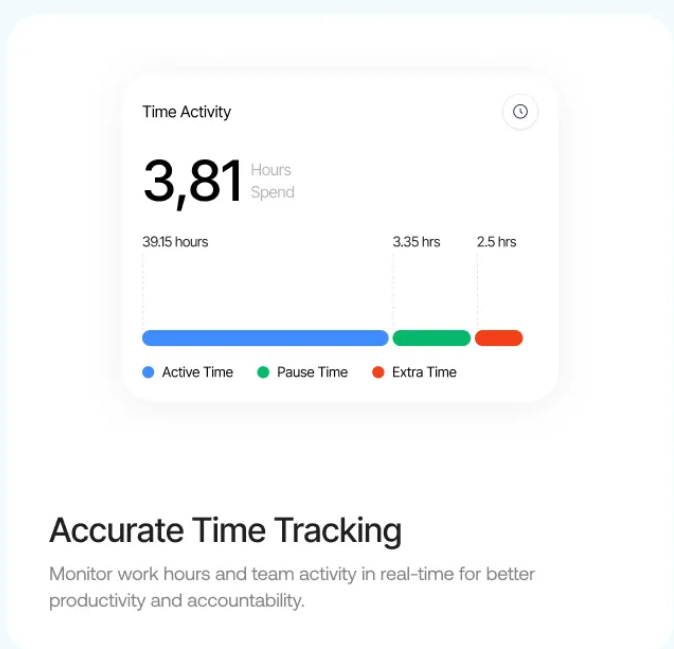 Time Activity
3,81 Hours
Spend
39.15 hours 3.35 hrs 2.5 hrs
Active Time Pause Time Extra Time
Accurate Time Tracking
Monitor work hours and team activity in real-time for better
productivity and accountability.